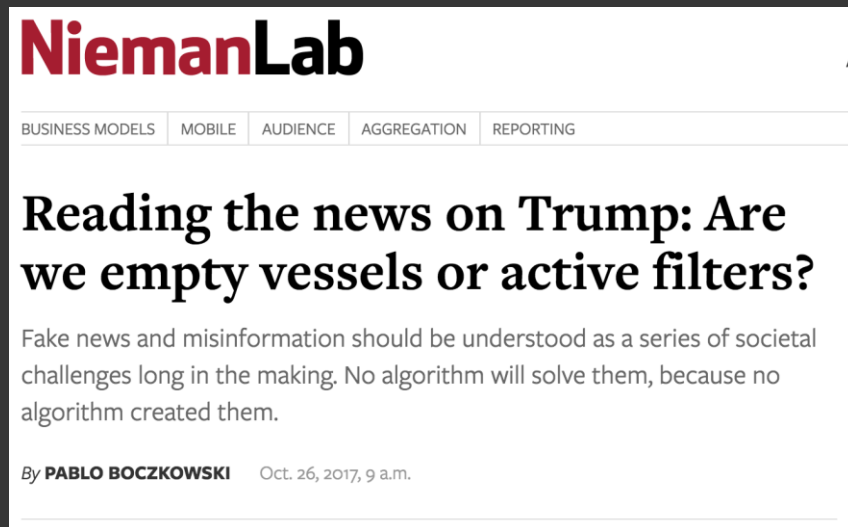 NiemanLab
BUSINESS MODELS MOBILE AUDIENCE AGGREGATION REPORTING
Reading the news on Trump: Are
we empty vessels or active filters?
Fake news and misinformation should be understood as a series of societal
challenges long in the making. No algorithm will solve them, because no
algorithm created them.
By PABLO BOCZKOWSKI Oct. 26, 2017, 9 a.m.